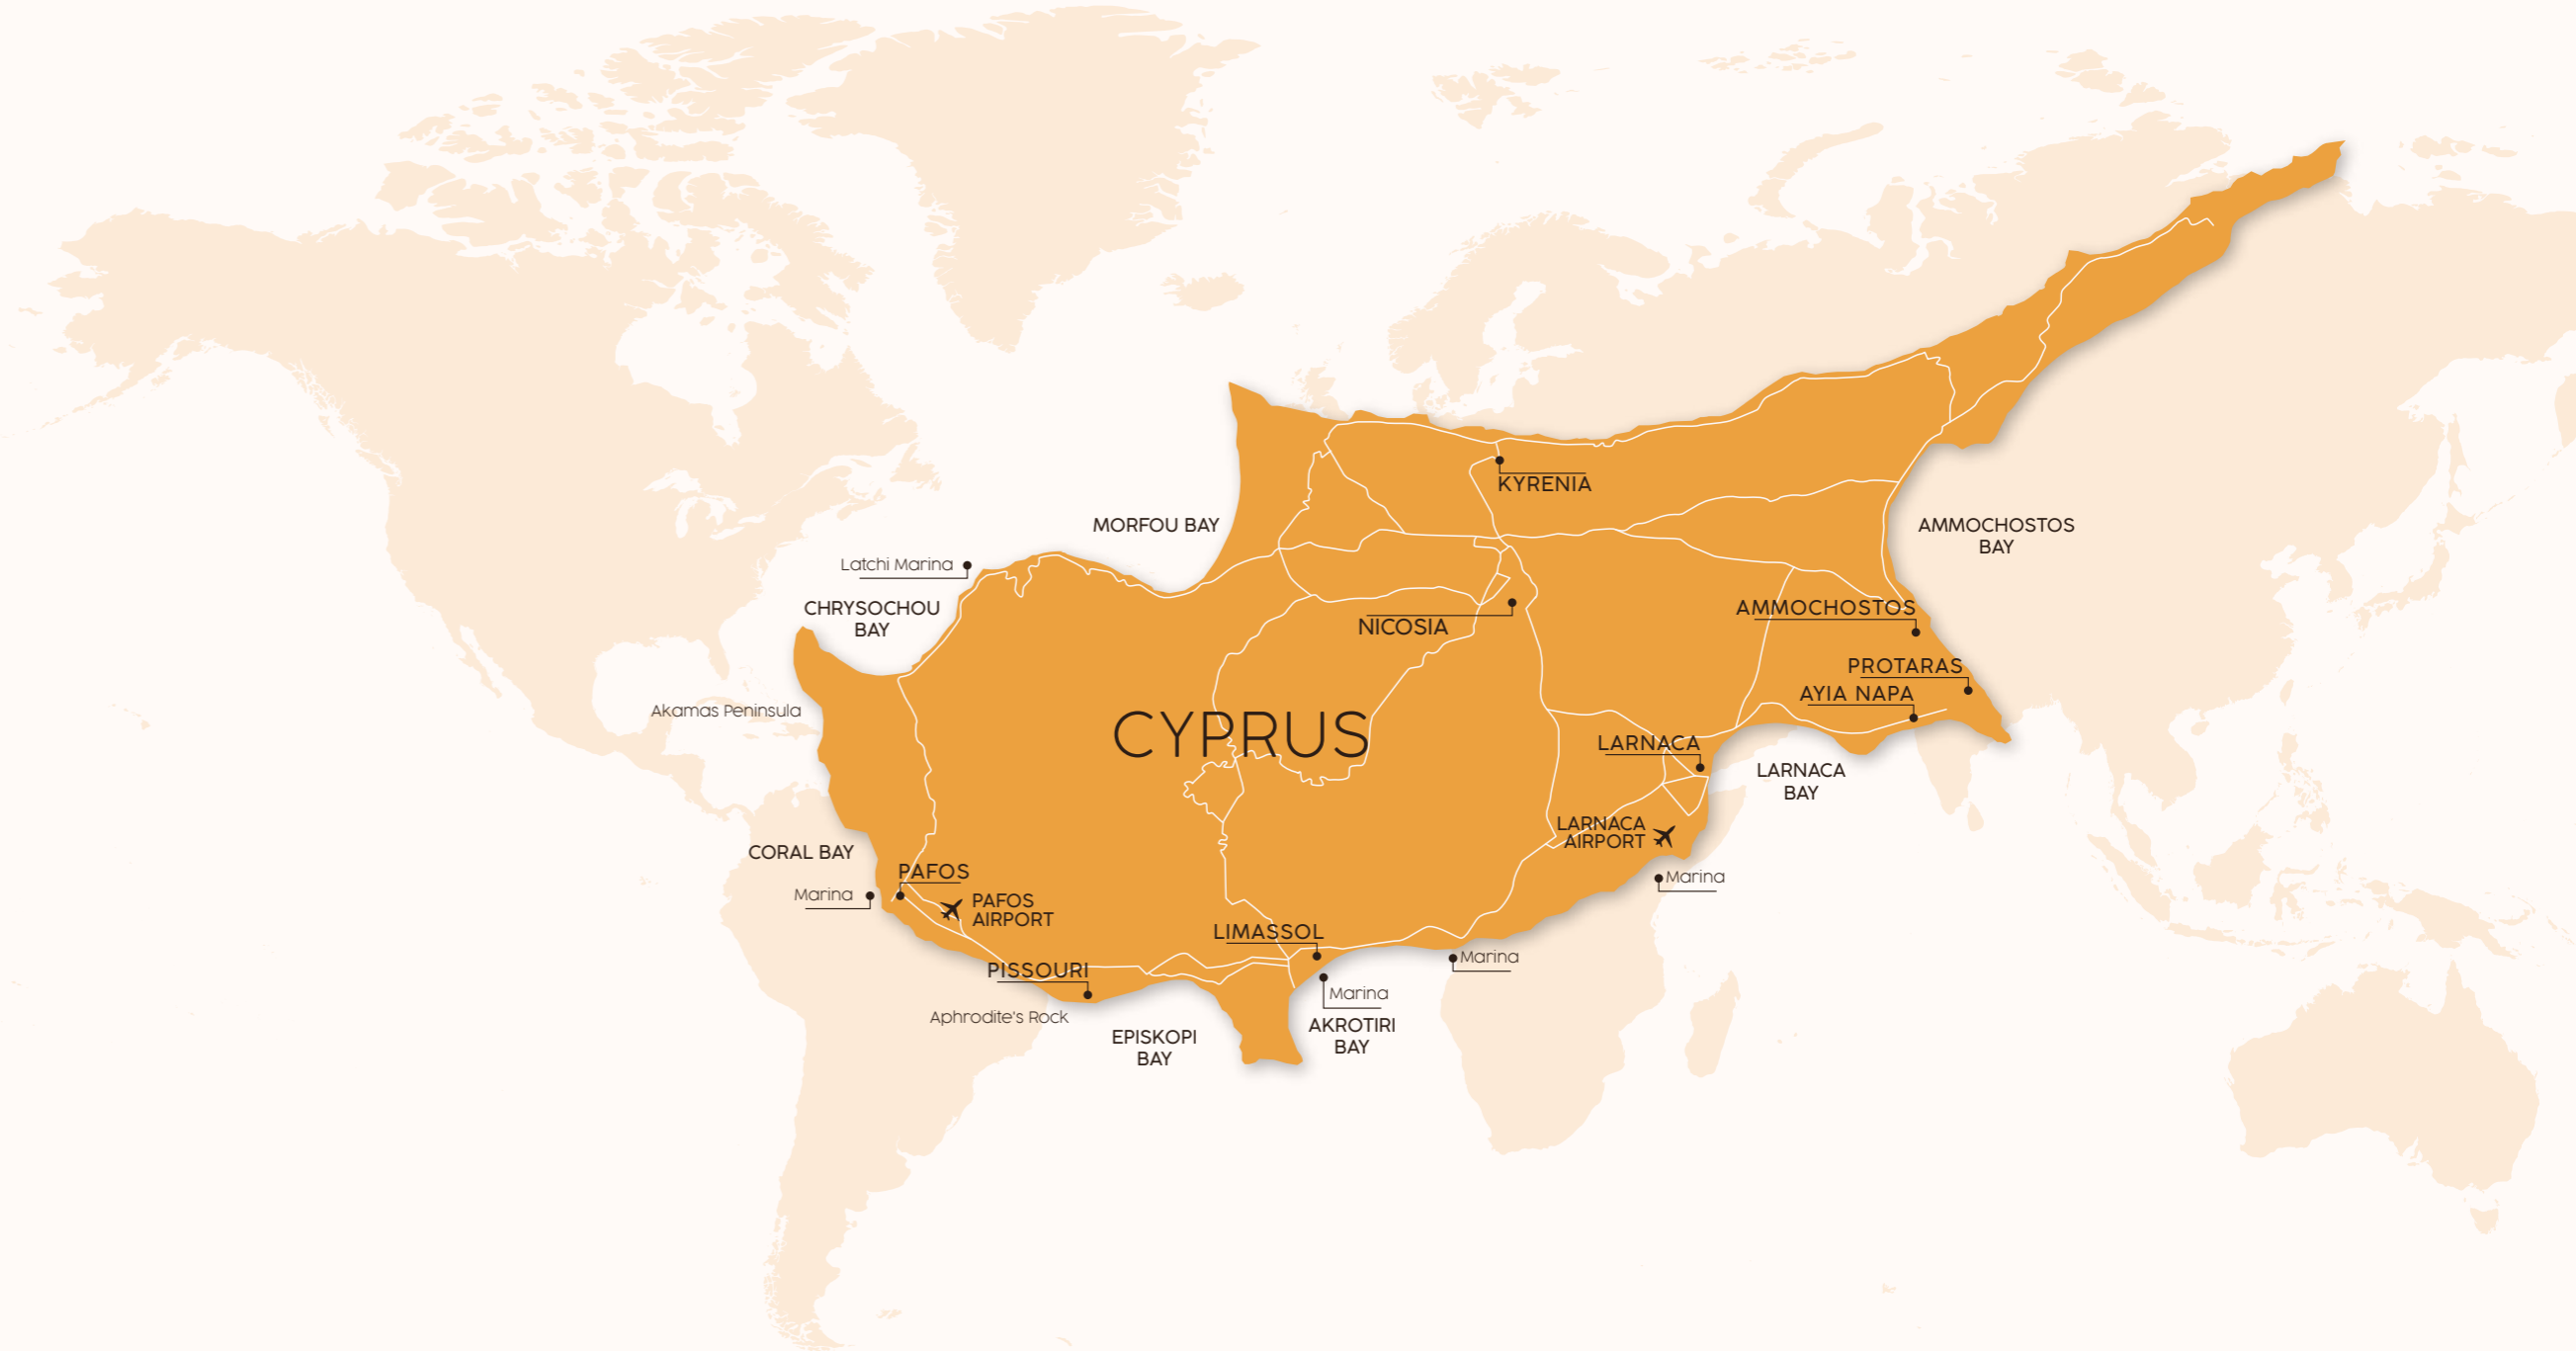 KYRENIA
MORFOU BAY
AMMOCHOSTOS
BAY
Latchi Marina
CHRYSOCHOU
BAY
NICOSIA
AMMOCHOSTOS
PROTARAS
AYIA NAPA
Akamas Peninsula
CYPRUS
LARNACA
LARNACA
BAY
LARNACA
AIRPORT
CORAL BAY
PAFOS
Marina
Marina
PAFOS
AIRPORT
LIMASSOL
Marina
PISSOURI
Marina
Aphrodite's Rock
EPISKOPI
BAY
AKROTIRI
BAY